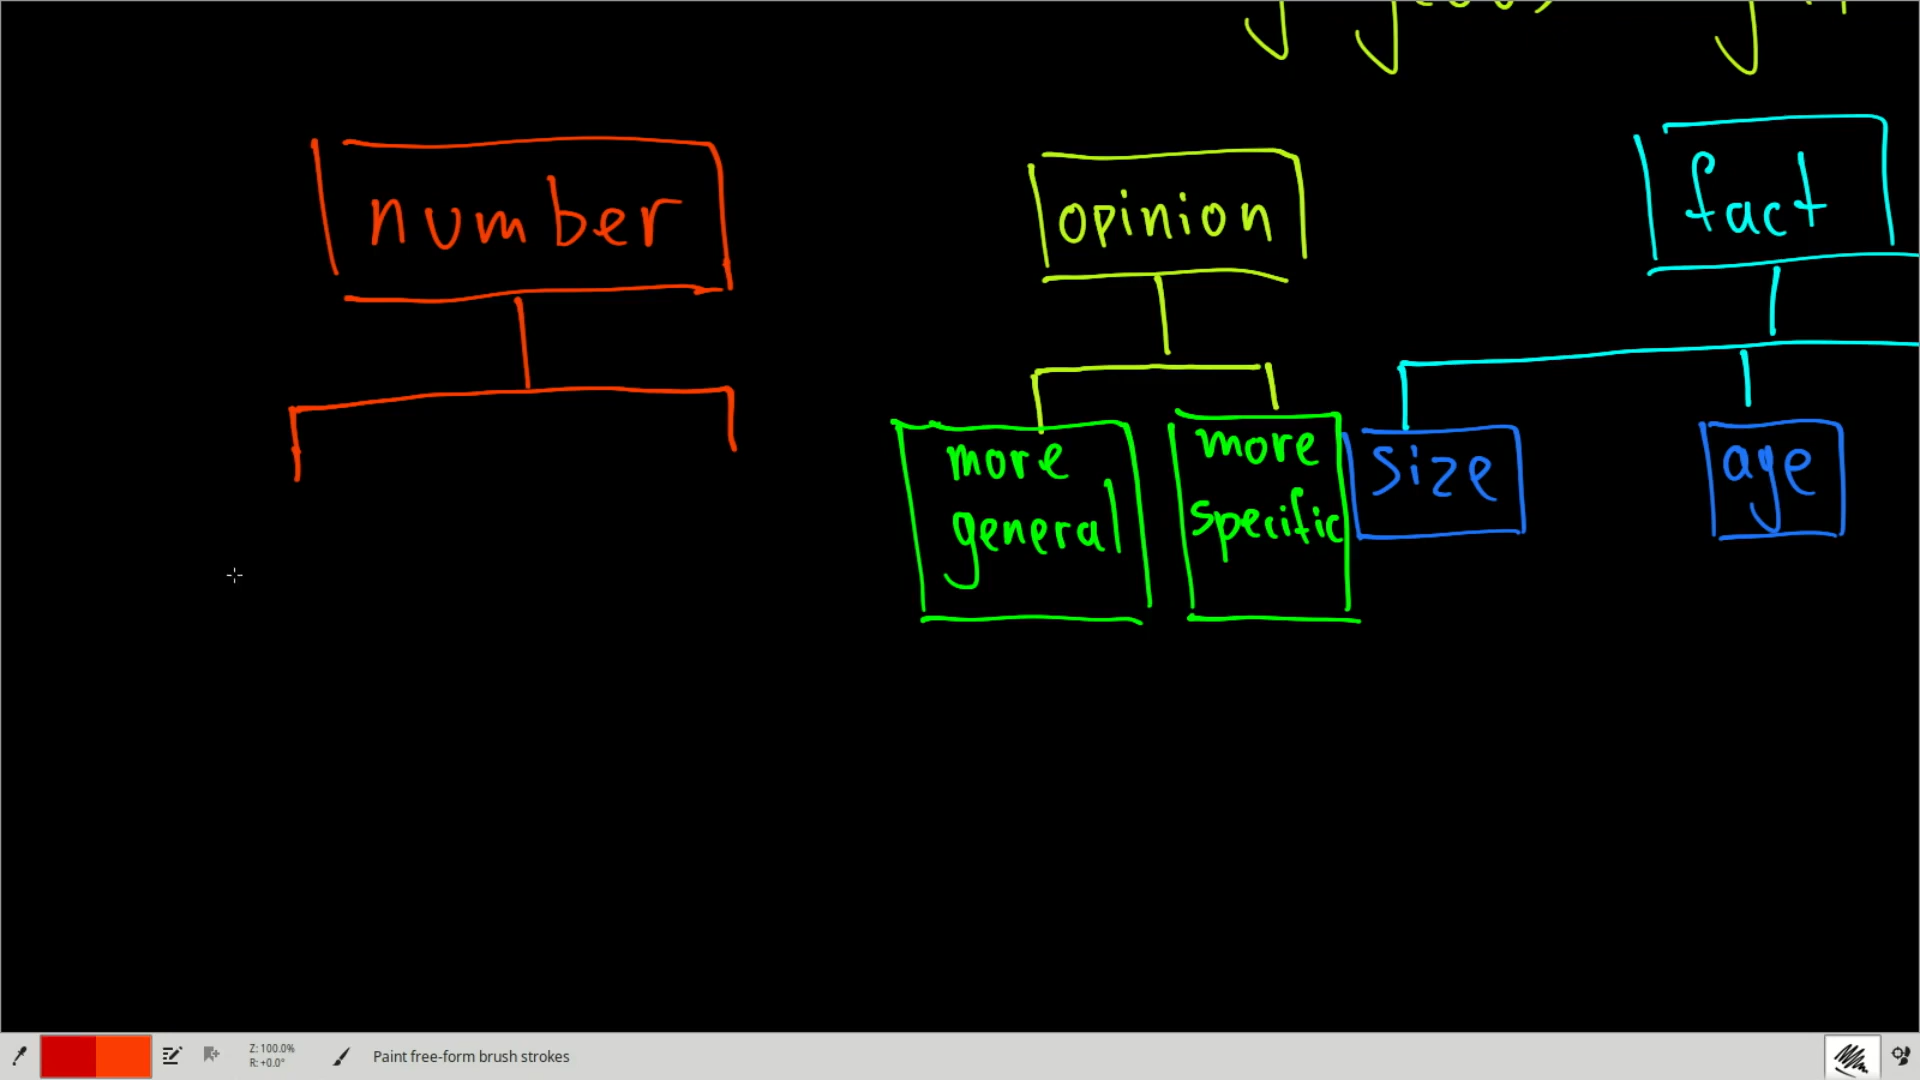 number
opinion
fact
more
general
more
specific
size
age
Z: 100.0%
R: +0.0°
Paint free-form brush strokes